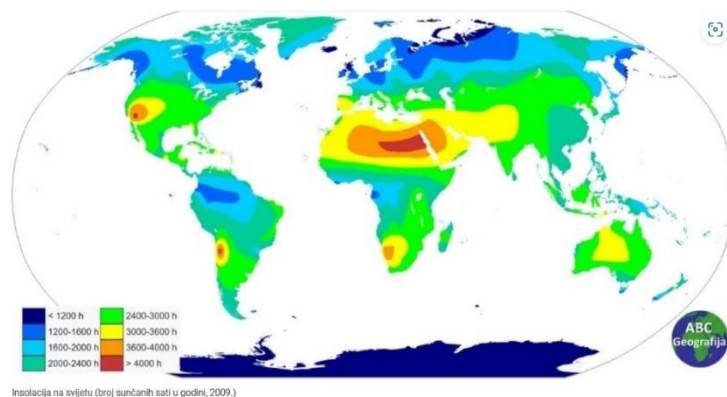 < 1200 h
1200-1600 h
1600-2000 h
2000-2400 h
2400-3000 h
3000-3600 h
3600-4000 h
> 4000 h
ABC
Geografija
Insolacija na svijetu (broj sunčanih sati u godini, 2009.)